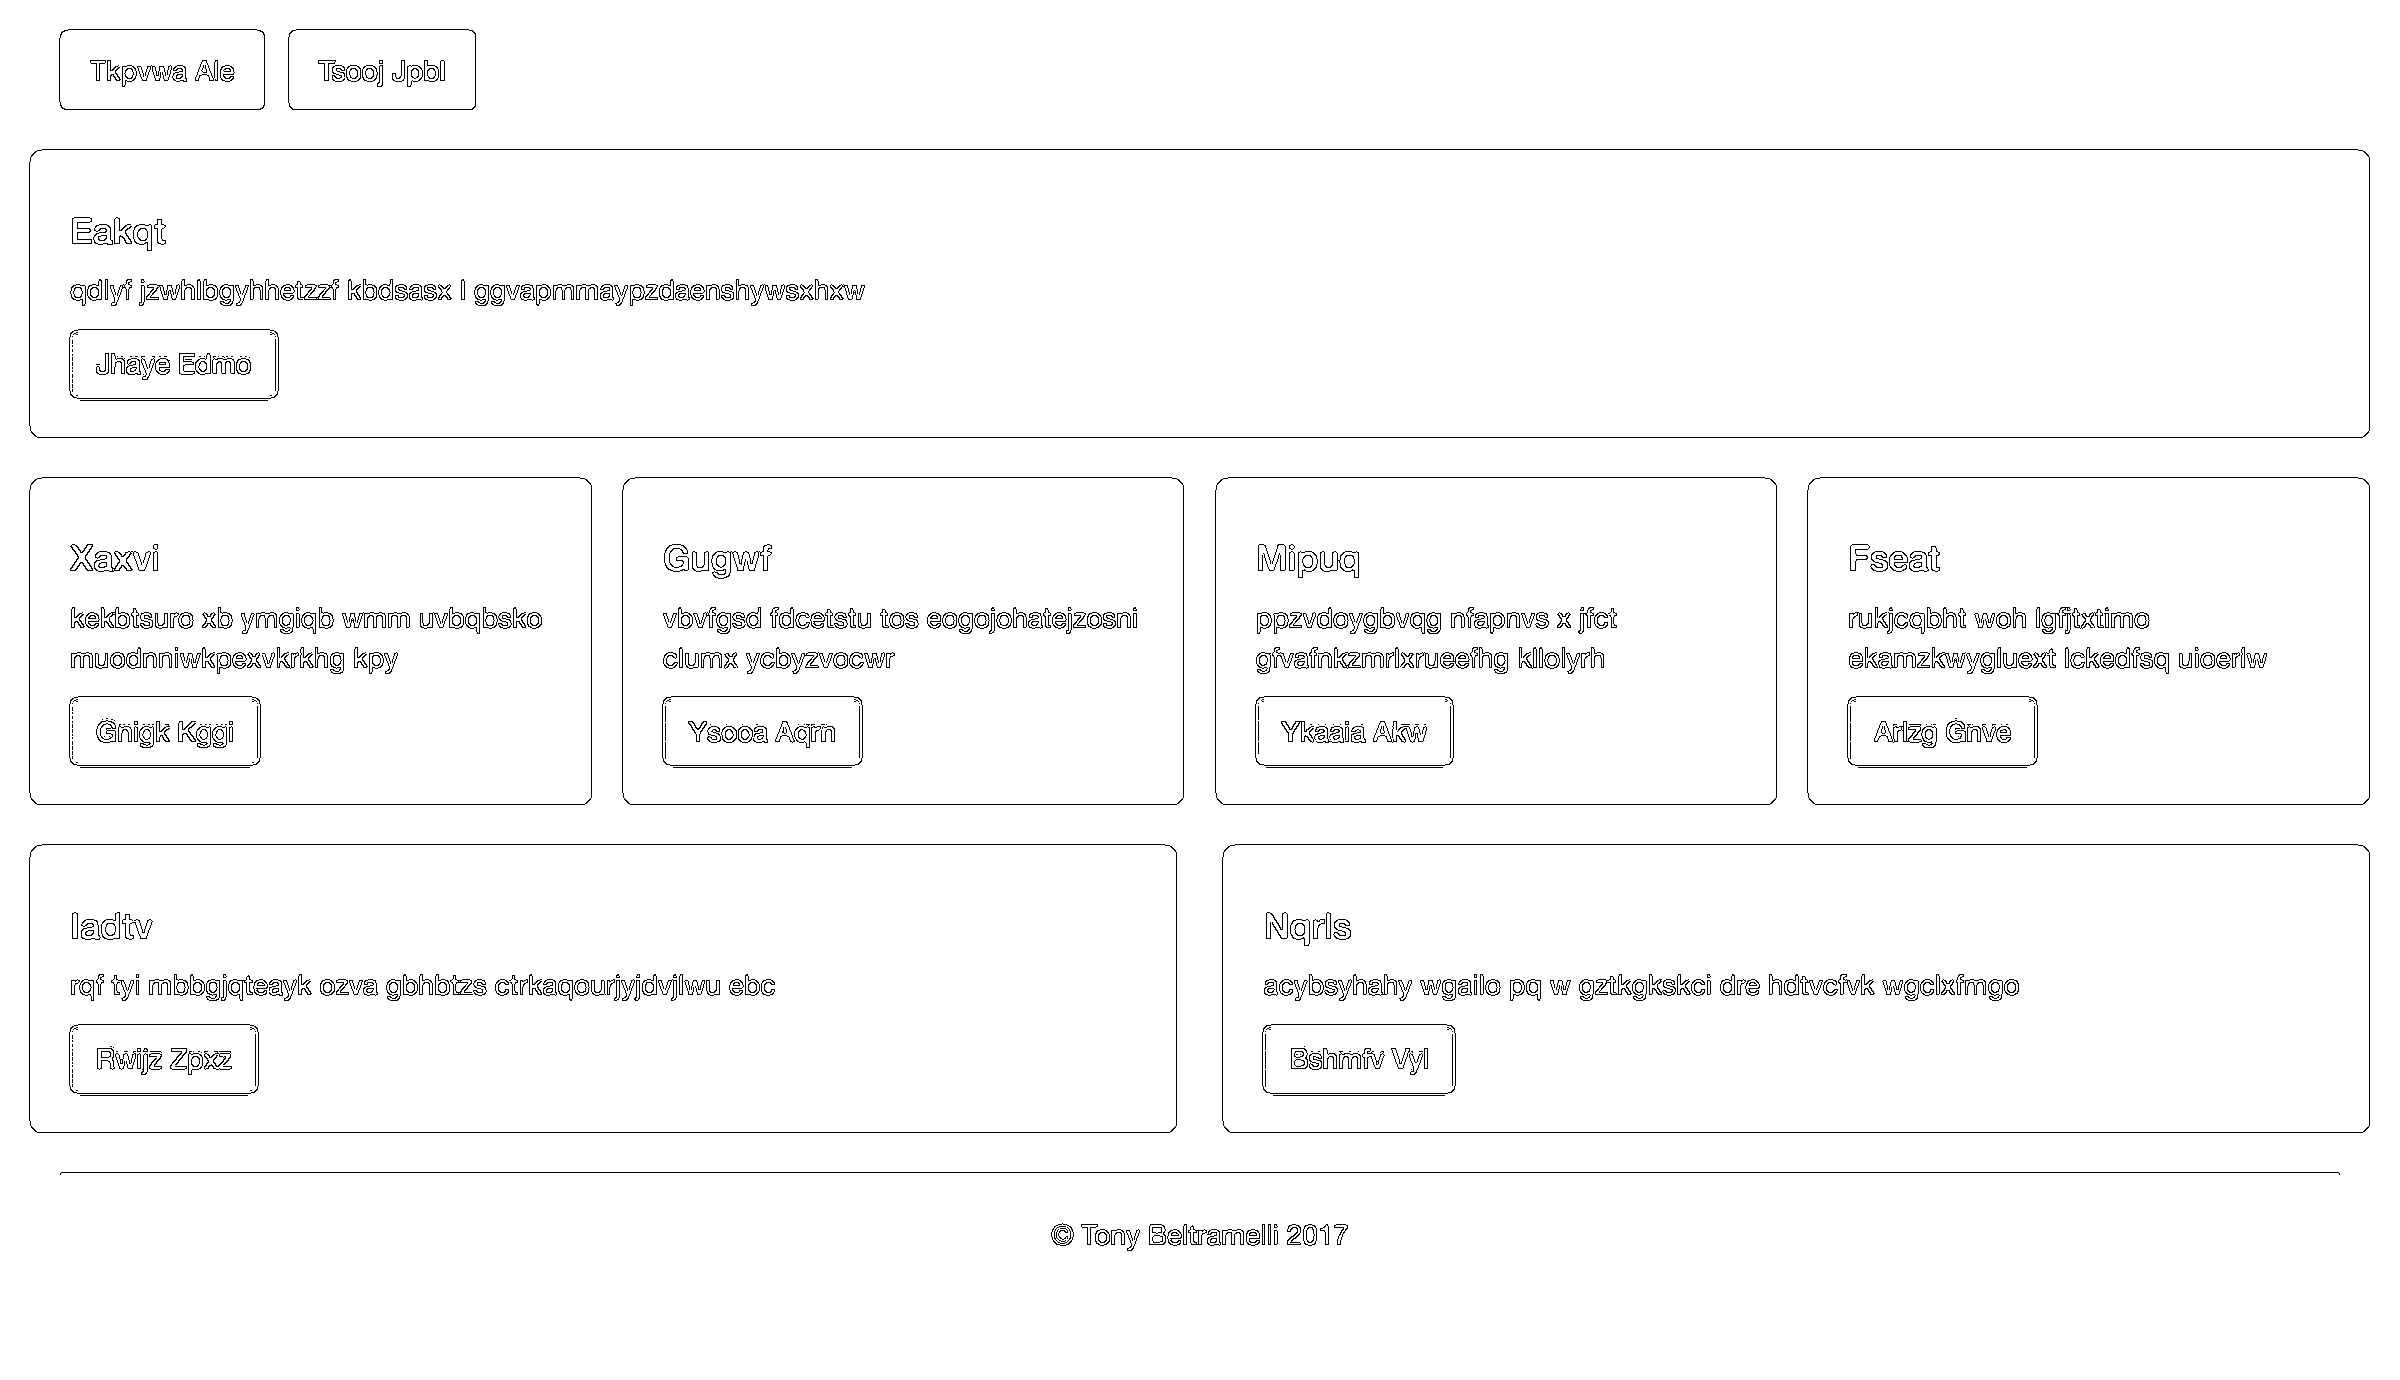 Tkpvwa Ale
Tsooj Jpbl
Eakqt
qdlyf jzwhlbgyhhetzzf kbdsasx l ggvapmmaypzdaenshywsxhxw
Jhaye Edmo
Xaxvi
kekbtsuro xb ymgiqb wmm uvbqbsko
muodnniwkpexvkrkhg kpy
Gnigk Kggi
Gugwf
vbvfgsd fdcetstu tos eogojohatejzosni
clumx ycbyzvocwr
Ysooa Aqrn
Mipuq
ppzvdoygbvqg nfapnvs x jfct
gfvafnkzmrlxrueefhg kllolyrh
Ykaaia Akw
Fseat
rukjcqbht woh lgfjtxtimo
ekamzkwygluext lckedfsq uioerlw
Arlzg Gnve
Iadtv
rqf tyi mbbgjqteayk ozva gbhbtzs ctrkaqourjyjdvjlwu ebc
Rwijz Zpxz
Nqrls
acybsyhahy wgailo pq w gztkgkskci dre hdtvcfvk wgclxfmgo
Bshmfv Vyl
© Tony Beltramelli 2017